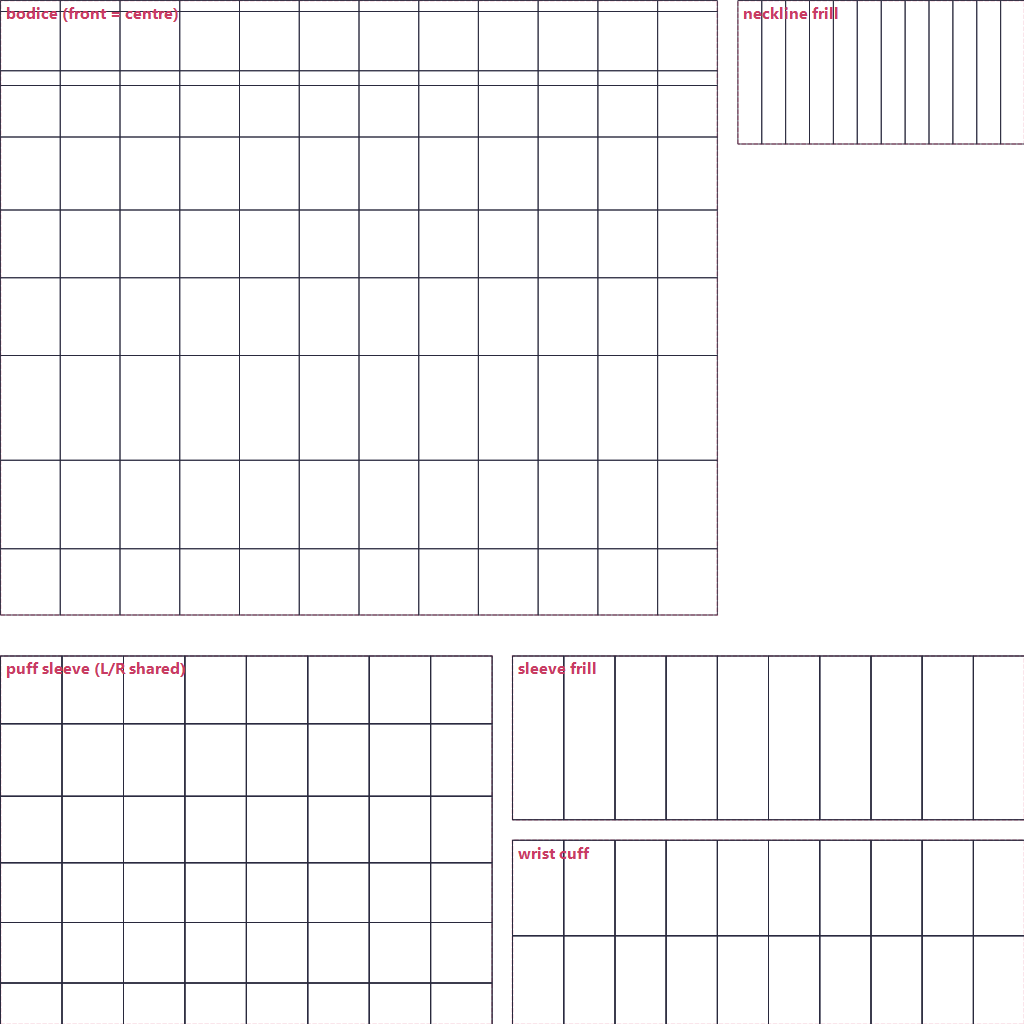 bodice (front = centre)
neckline frill
puff sleeve (L/R shared)
sleeve frill
wrist cuff